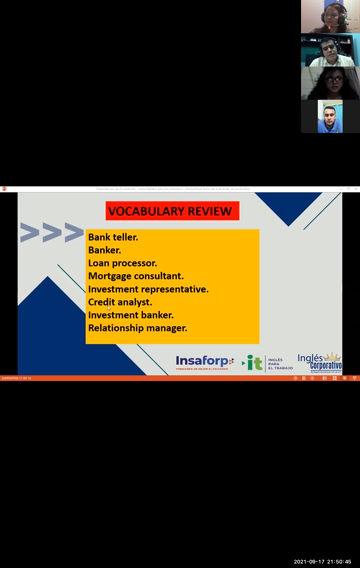 VOCABULARY REVIEW
>>>
Bank teller.
Banker.
Loan processor.
Mortgage consultant.
Investment representative.
Credit analyst.
Investment banker.
Relationship manager.
Insaforp
it
INGLÉS
PARA
EL TRABAJO
Inglés
corporativo
2021-09-17 21:50:45